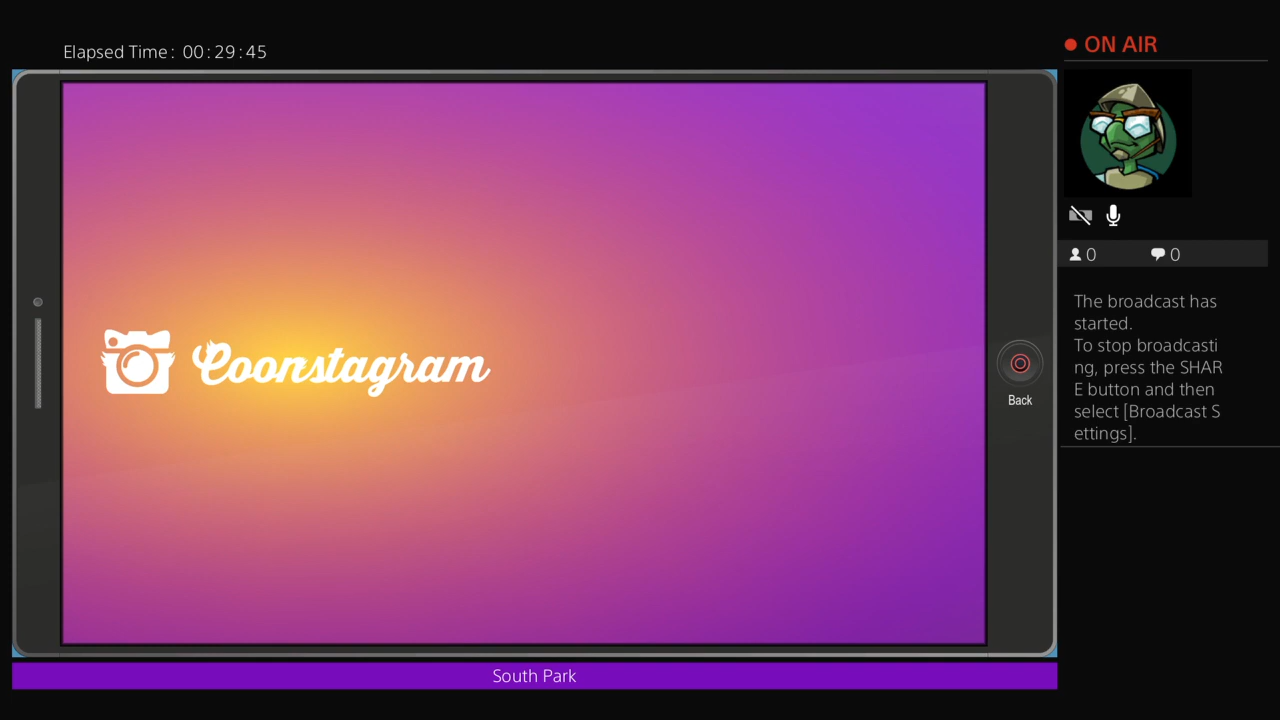 Elapsed Time: 00:29:45
ON AIR
0 0
Coonstagram
The broadcast has
started.
To stop broadcasti
ng, press the SHAR
E button and then
select [Broadcast S
ettings].
Back
South Park